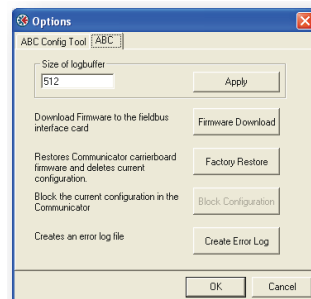 Options
ABC Config Tool ABC
Size of logbuffer
512
Apply
Download Firmware to the fieldbus
interface card
Firmware Download
Restores Communicator carrierboard
firmware and deletes current
configuration.
Factory Restore
Block the current configuration in the
Communicator
Block Configuration
Creates an error log file
Create Error Log
OK Cancel